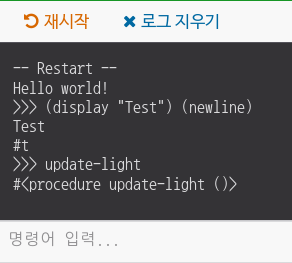 재시작 로그 지우기
-- Restart --
Hello world!
>>> (display "Test") (newline)
Test
#t
>>> update-light
#<procedure update-light ()>
명령어 입력...